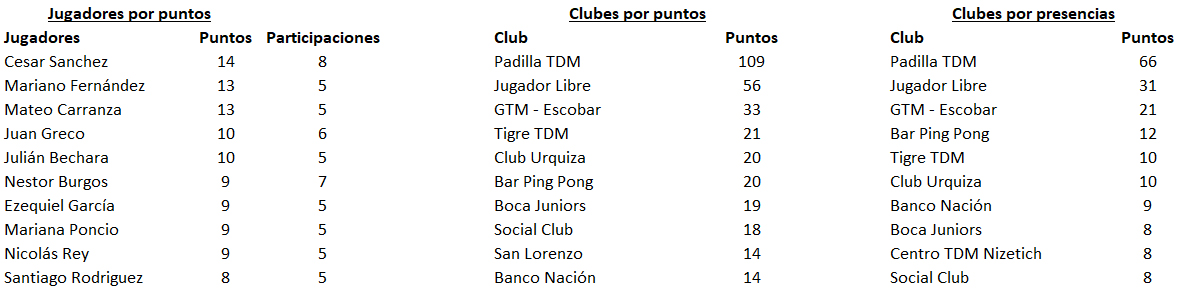 Jugadores por puntos Clubes por puntos Clubes por presencias
Jugadores Puntos Participaciones Club Puntos Club Puntos
Cesar Sanchez 14 8 Padilla TDM 109 Padilla TDM 66
Mariano Fernández 13 5 Jugador Libre 56 Jugador Libre 31
Mateo Carranza 13 5 GTM - Escobar 33 GTM - Escobar 21
Juan Greco 10 6 Tigre TDM 21 Bar Ping Pong 12
Julián Bechara 10 5 Club Urquiza 20 Tigre TDM 10
Nestor Burgos 9 7 Bar Ping Pong 20 Club Urquiza 10
Ezequiel García 9 5 Boca Juniors 19 Banco Nación 9
Mariana Poncio 9 5 Social Club 18 Boca Juniors 8
Nicolás Rey 9 5 San Lorenzo 14 Centro TDM Nizetich 8
Santiago Rodriguez 8 5 Banco Nación 14 Social Club 8